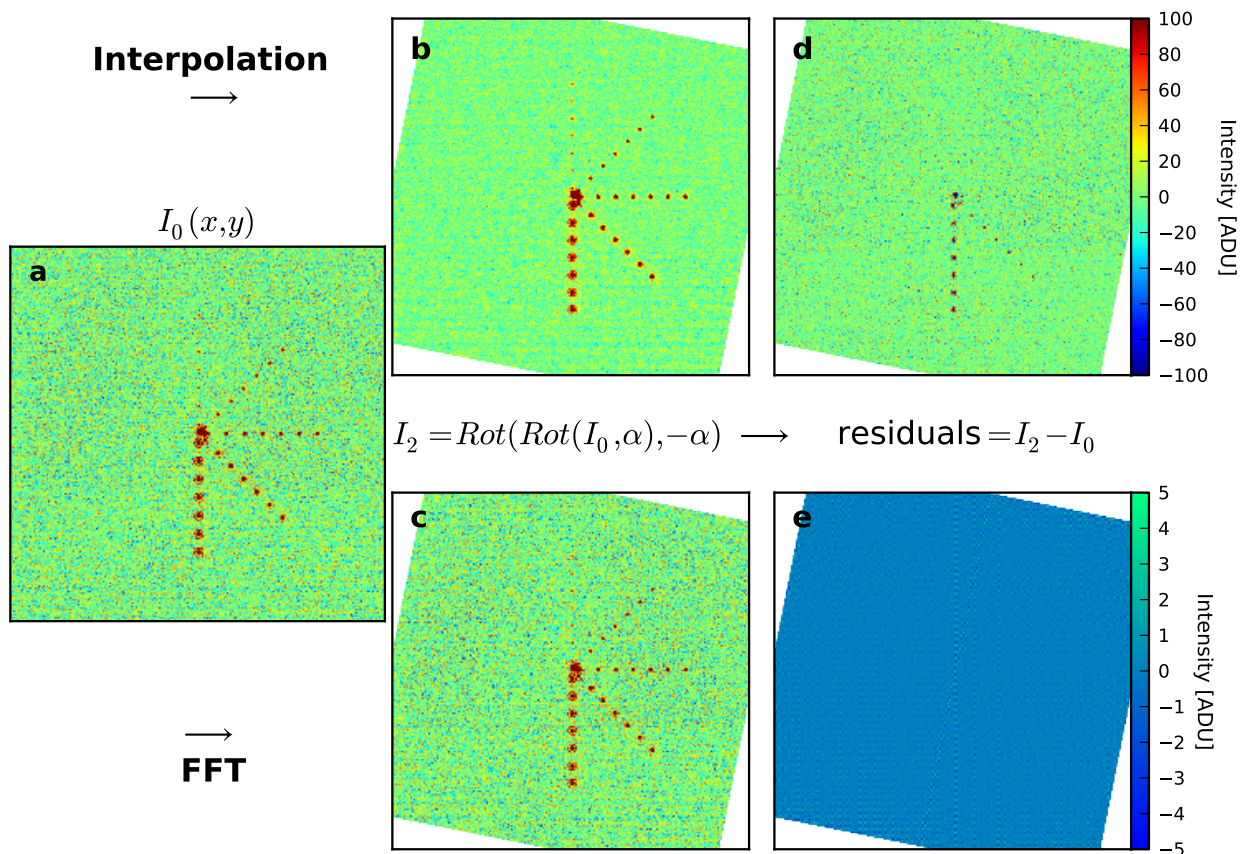 Interpolation
→
b
d
100
80
60
40
20
0
−20
−40
−60
−80
−100
Intensity [ADU]
I₀(x,y)
a
I₂=Rot(Rot(I₀,α),−α) → residuals=I₂−I₀
c
e
5
4
3
2
1
0
−1
−2
−3
−4
−5
Intensity [ADU]
→
FFT